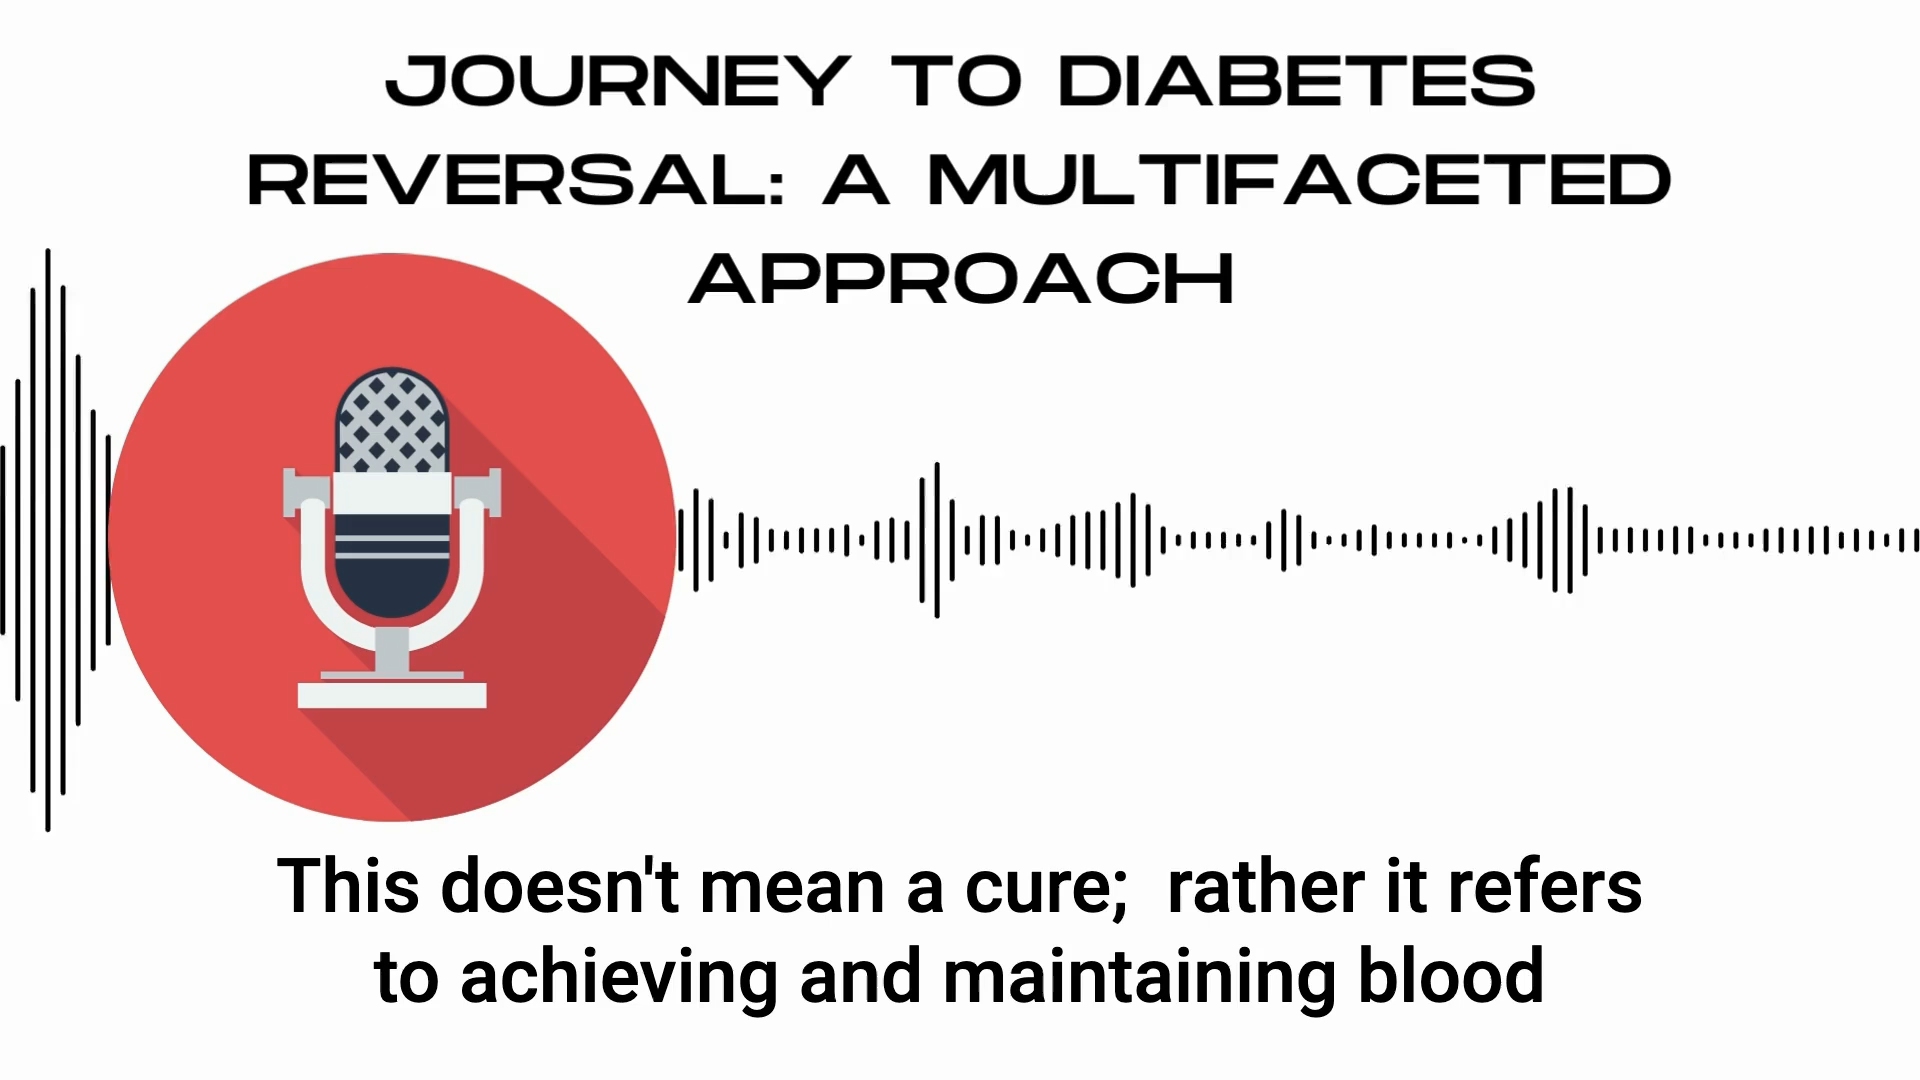 JOURNEY TO DIABETES
REVERSAL: A MULTIFACETED
APPROACH
This doesn't mean a cure;  rather it refers
to achieving and maintaining blood